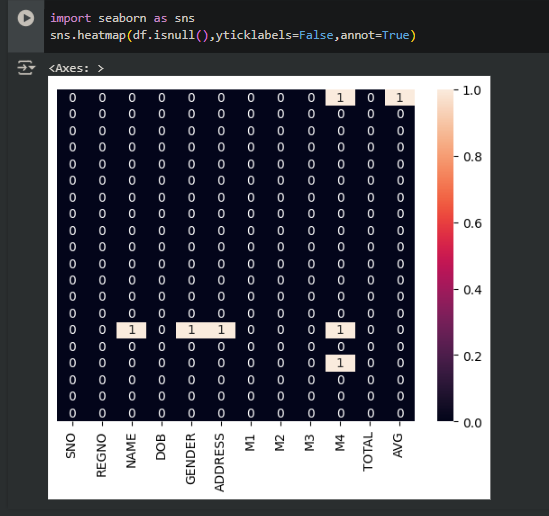 import seaborn as sns
sns.heatmap(df.isnull(),yticklabels=False,annot=True)
<Axes: >
0 0 0 0 0 0 0 0 0 1 0 1
0 0 0 0 0 0 0 0 0 0 0 0
0 0 0 0 0 0 0 0 0 0 0 0
0 0 0 0 0 0 0 0 0 0 0 0
0 0 0 0 0 0 0 0 0 0 0 0
0 0 0 0 0 0 0 0 0 0 0 0
0 0 0 0 0 0 0 0 0 0 0 0
0 0 0 0 0 0 0 0 0 0 0 0
0 0 0 0 0 0 0 0 0 0 0 0
0 0 0 0 0 0 0 0 0 0 0 0
0 0 0 0 0 0 0 0 0 0 0 0
0 0 0 0 0 0 0 0 0 0 0 0
0 0 0 0 0 0 0 0 0 0 0 0
0 0 0 0 0 0 0 0 0 0 0 0
0 0 1 0 1 1 0 0 0 1 0 0
0 0 0 0 0 0 0 0 0 0 0 0
0 0 0 0 0 0 0 0 0 1 0 0
0 0 0 0 0 0 0 0 0 0 0 0
0 0 0 0 0 0 0 0 0 0 0 0
0 0 0 0 0 0 0 0 0 0 0 0
SNO
REGNO
NAME
DOB
GENDER
ADDRESS
M1
M2
M3
M4
TOTAL
AVG
1.0
0.8
0.6
0.4
0.2
0.0